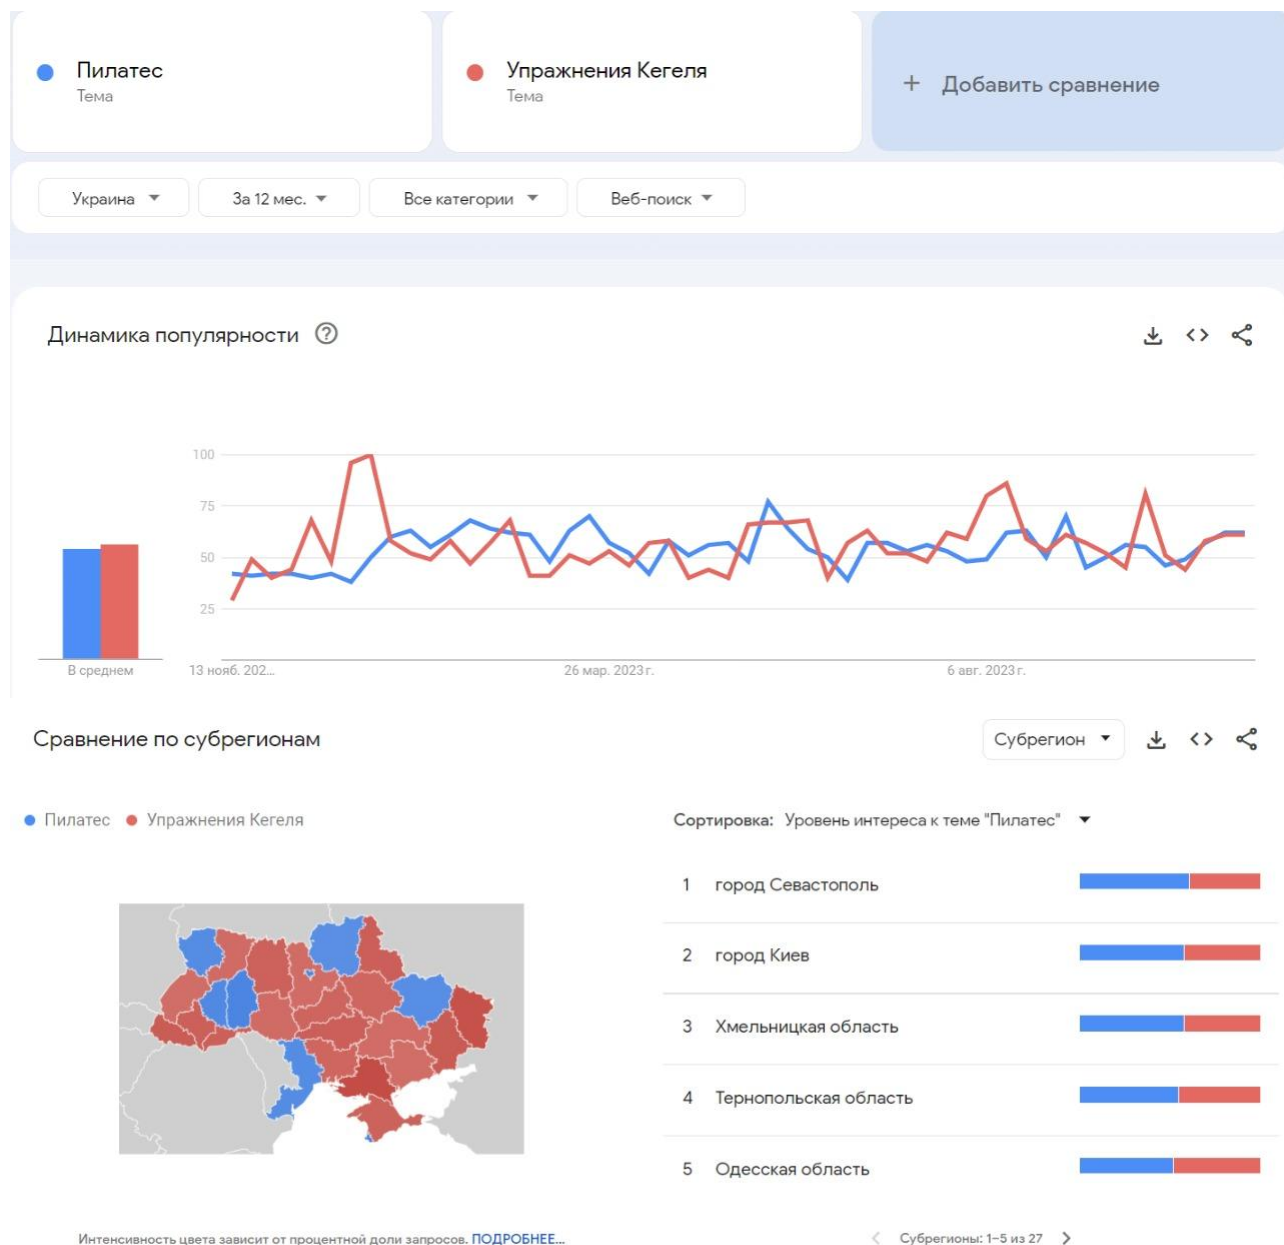 Пилатес
Тема
Упражнения Кегеля
Тема
+ Добавить сравнение
Украина
За 12 мес.
Все категории
Веб-поиск
Динамика популярности
100
75
50
25
В среднем
13 нояб. 202...
26 мар. 2023 г.
6 авг. 2023 г.
Сравнение по субрегионам
Субрегион
Пилатес
Упражнения Кегеля
Сортировка: Уровень интереса к теме "Пилатес"
1 город Севастополь
2 город Киев
3 Хмельницкая область
4 Тернопольская область
5 Одесская область
Интенсивность цвета зависит от процентной доли запросов. ПОДРОБНЕЕ...
Субрегионы: 1–5 из 27